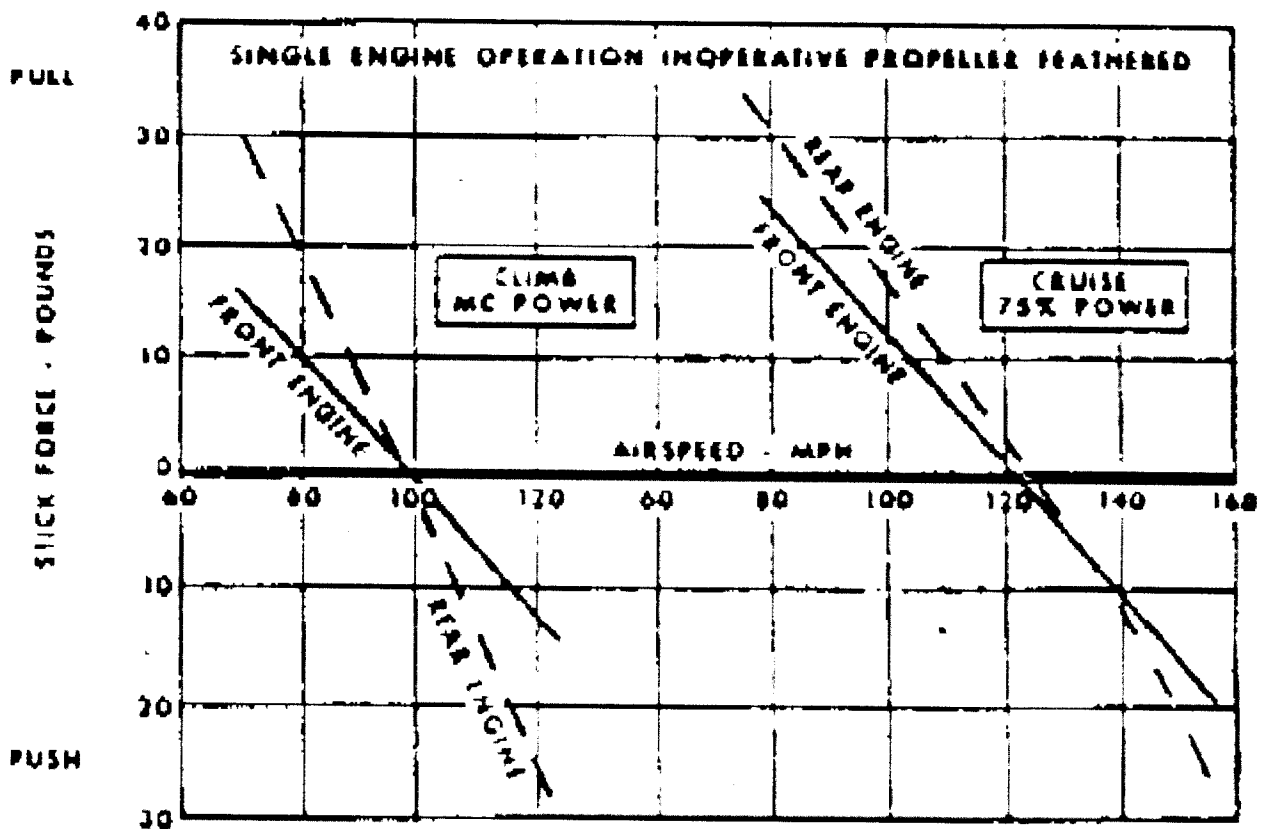 40
SINGLE ENGINE OPERATION INOPERATIVE PROPELLER FEATHERED
PULL
30
REAR ENGINE
20
FRONT ENGINE
CLIMB
MC POWER
CRUISE
75% POWER
FRONT ENGINE
10
STICK FORCE - POUNDS
0
AIRSPEED - MPH
60 80 100 120 60 80 100 120 140 160
10
REAR ENGINE
20
PUSH
30